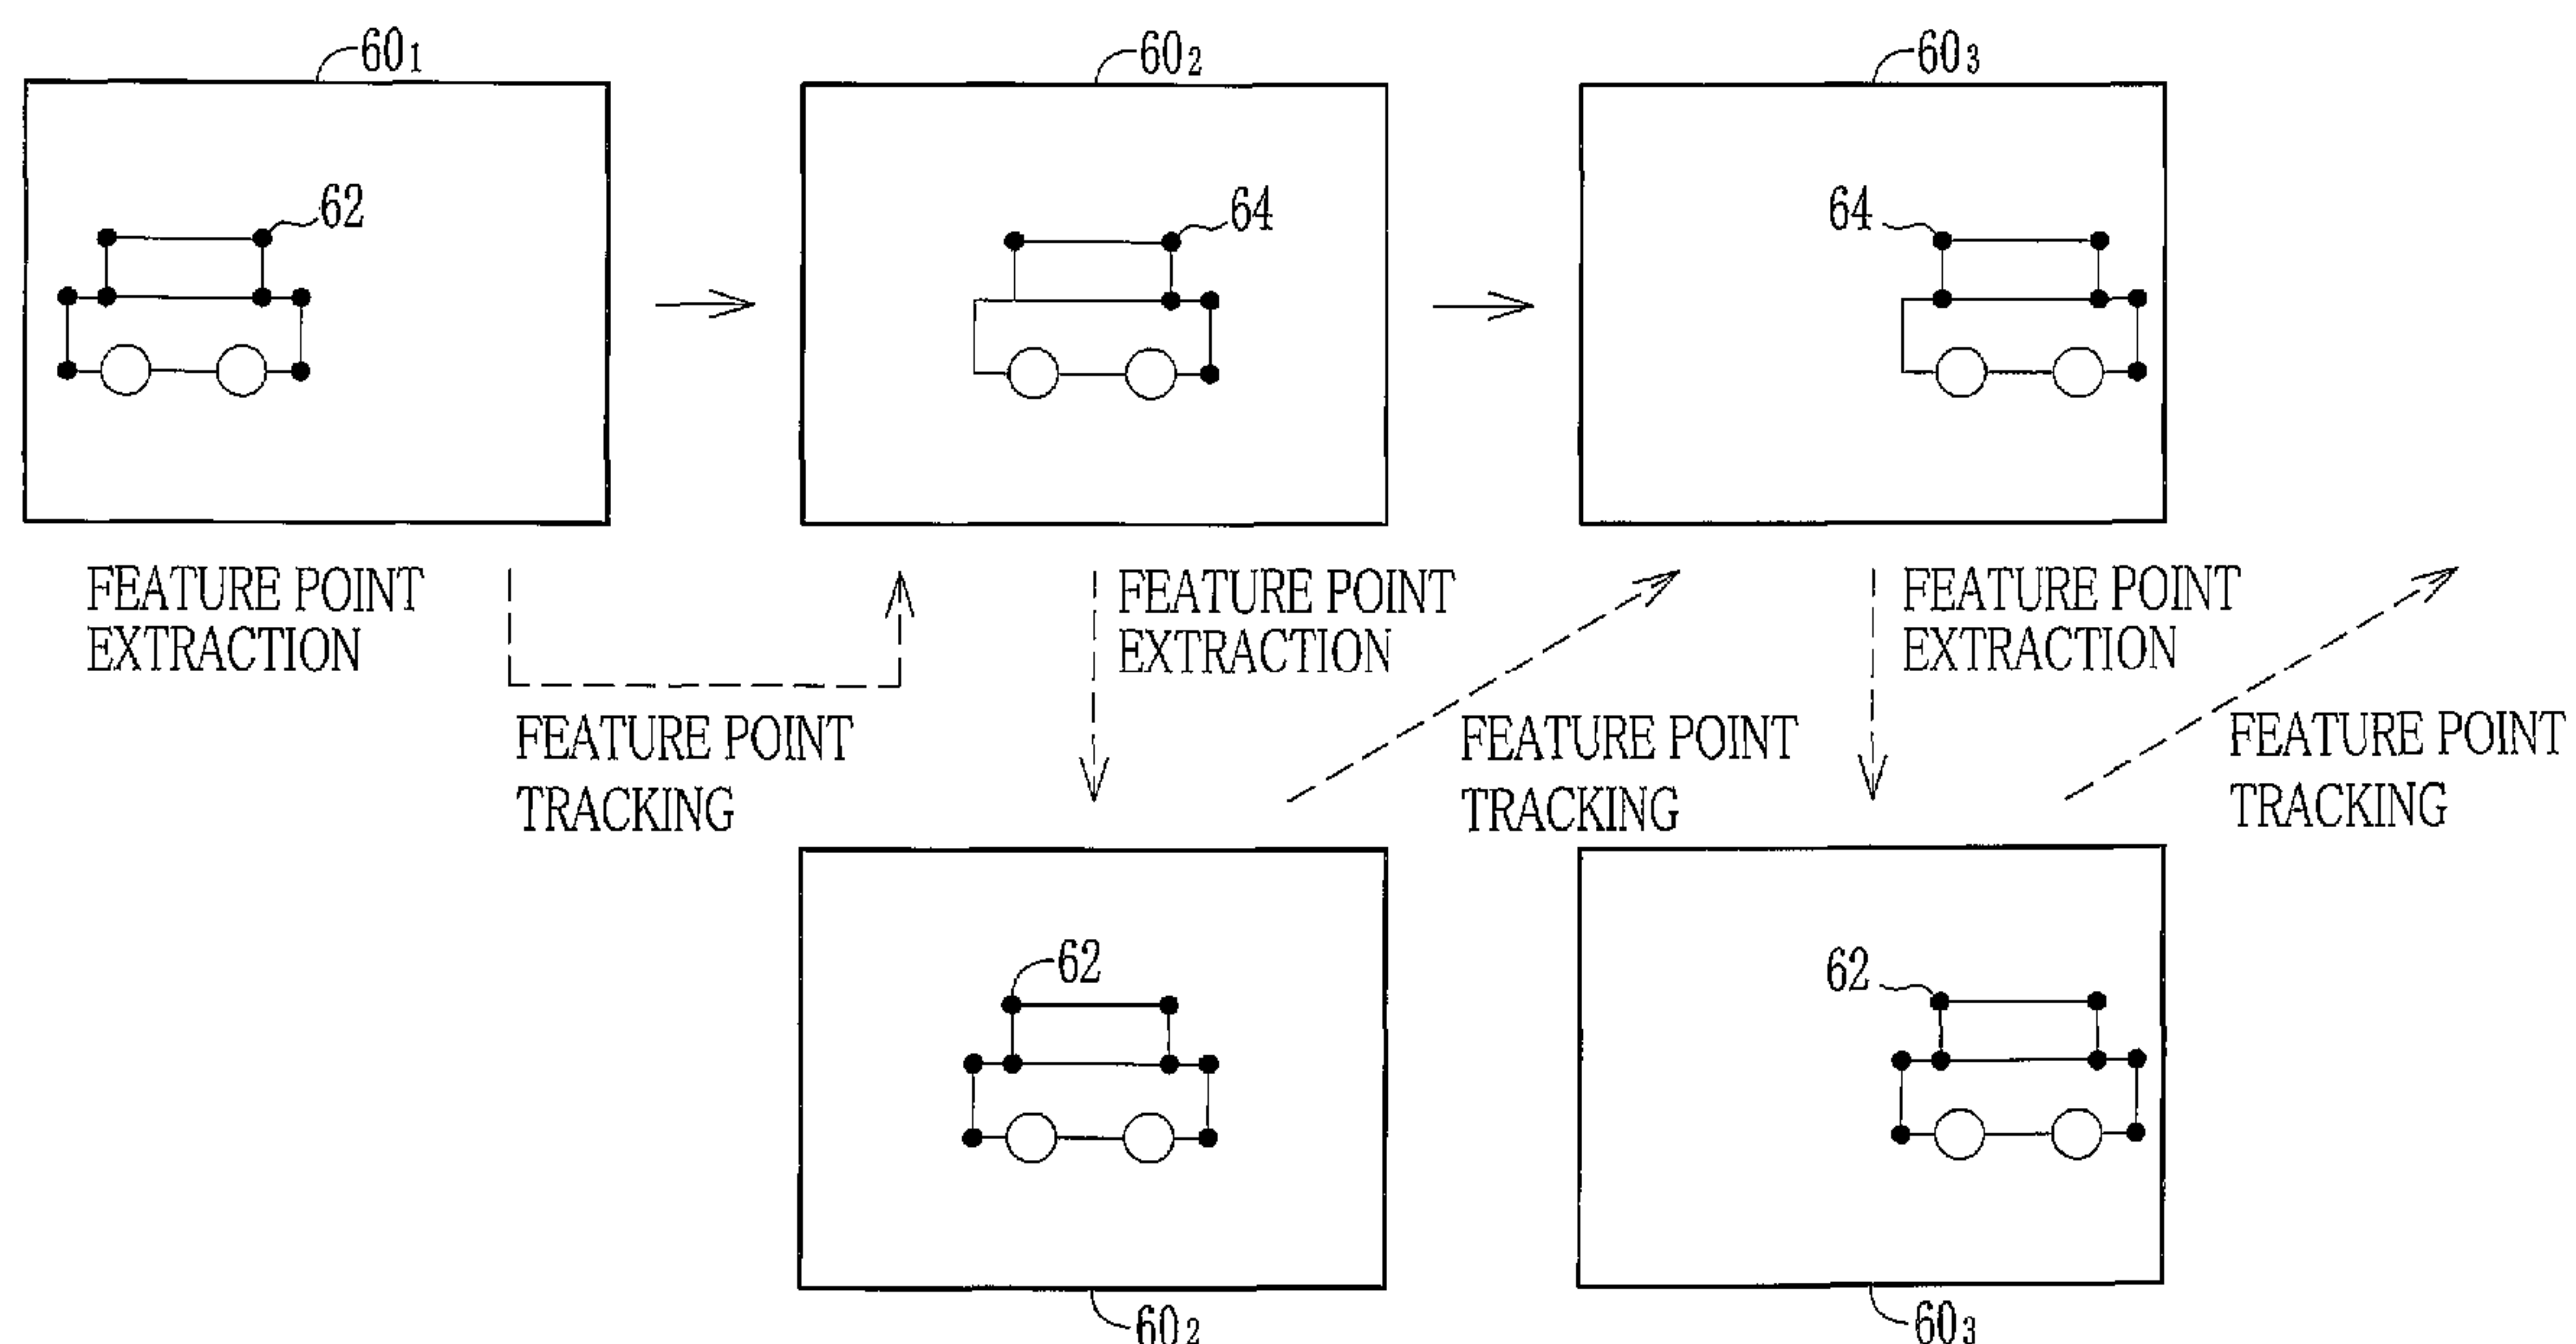 60₁
60₂
60₃
62
64
64
FEATURE POINT
EXTRACTION
FEATURE POINT
EXTRACTION
FEATURE POINT
EXTRACTION
FEATURE POINT
TRACKING
FEATURE POINT
TRACKING
FEATURE POINT
TRACKING
62
62
60₂
60₃